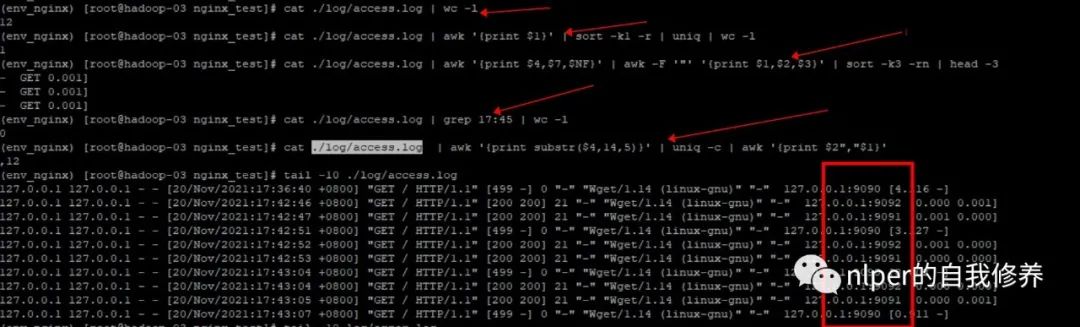 (env_nginx) [root@hadoop-03 nginx_test]# cat ./log/access.log | wc -l
12
(env_nginx) [root@hadoop-03 nginx_test]# cat ./log/access.log | awk '{print $1}' | sort -k1 -r | uniq | wc -l
1
(env_nginx) [root@hadoop-03 nginx_test]# cat ./log/access.log | awk '{print $4,$7,$NF}' | awk -F '"' '{print $1,$2,$3}' | sort -k3 -rn | head -3
-  GET 0.001]
-  GET 0.001]
-  GET 0.001]
(env_nginx) [root@hadoop-03 nginx_test]# cat ./log/access.log | grep 17:45 | wc -l
0
(env_nginx) [root@hadoop-03 nginx_test]# cat ./log/access.log  | awk '{print substr($4,14,5)}' | uniq -c | awk '{print $2","$1}'
,12
(env_nginx) [root@hadoop-03 nginx_test]# tail -10 ./log/access.log
127.0.0.1 127.0.0.1 - - [20/Nov/2021:17:36:40 +0800] "GET / HTTP/1.1" [499 -] 0 "-" "Wget/1.14 (linux-gnu)" "-"  127.0.0.1:9090 [4. 16 -]
127.0.0.1 127.0.0.1 - - [20/Nov/2021:17:42:46 +0800] "GET / HTTP/1.1" [200 200] 21 "-" "Wget/1.14 (linux-gnu)" "-"  127.0.0.1:9092 0.000 0.001]
127.0.0.1 127.0.0.1 - - [20/Nov/2021:17:42:47 +0800] "GET / HTTP/1.1" [200 200] 21 "-" "Wget/1.14 (linux-gnu)" "-"  127.0.0.1:9091 0.001 0.000]
127.0.0.1 127.0.0.1 - - [20/Nov/2021:17:42:51 +0800] "GET / HTTP/1.1" [499 -] 0 "-" "Wget/1.14 (linux-gnu)" "-"  127.0.0.1:9090 [3. 27 -]
127.0.0.1 127.0.0.1 - - [20/Nov/2021:17:42:52 +0800] "GET / HTTP/1.1" [200 200] 21 "-" "Wget/1.14 (linux-gnu)" "-"  127.0.0.1:9092 0.001 0.000]
127.0.0.1 127.0.0.1 - - [20/Nov/2021:17:42:53 +0800] "GET / HTTP/1.1" [200 200] 21 "-" "Wget/1.14 (linux-gnu)" "-"  127.0.0.1:9091 0.000 0.001]
127.0.0.1 127.0.0.1 - - [20/Nov/2021:17:43:04 +0800] "GET / HTTP/1.1" [499 -] 0 "-" "Wget/1.14 (linux-gnu)" "-"
127.0.0.1 127.0.0.1 - - [20/Nov/2021:17:43:04 +0800] "GET / HTTP/1.1" [200 200] 21 "-" "Wget/1.14 (linux-gnu)" "-"
127.0.0.1 127.0.0.1 - - [20/Nov/2021:17:43:05 +0800] "GET / HTTP/1.1" [200 200] 21 "-" "Wget/1.14 (linux-gnu)" "-"  127.0.0.1:9091 0.000 0.001]
127.0.0.1 127.0.0.1 - - [20/Nov/2021:17:43:07 +0800] "GET / HTTP/1.1" [499 -] 0 "-" "Wget/1.14 (linux-gnu)" "-"  127.0.0.1:9090 [0. 11 -]
nlper的自我修养